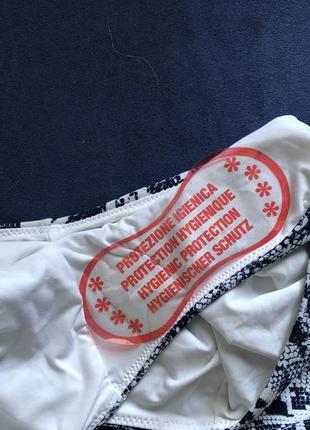 PROTEZIONE IGIENICA
PROTECTION HYGIENIQUE
HYGIENIC PROTECTION
HYGIENISCHER SCHUTZ